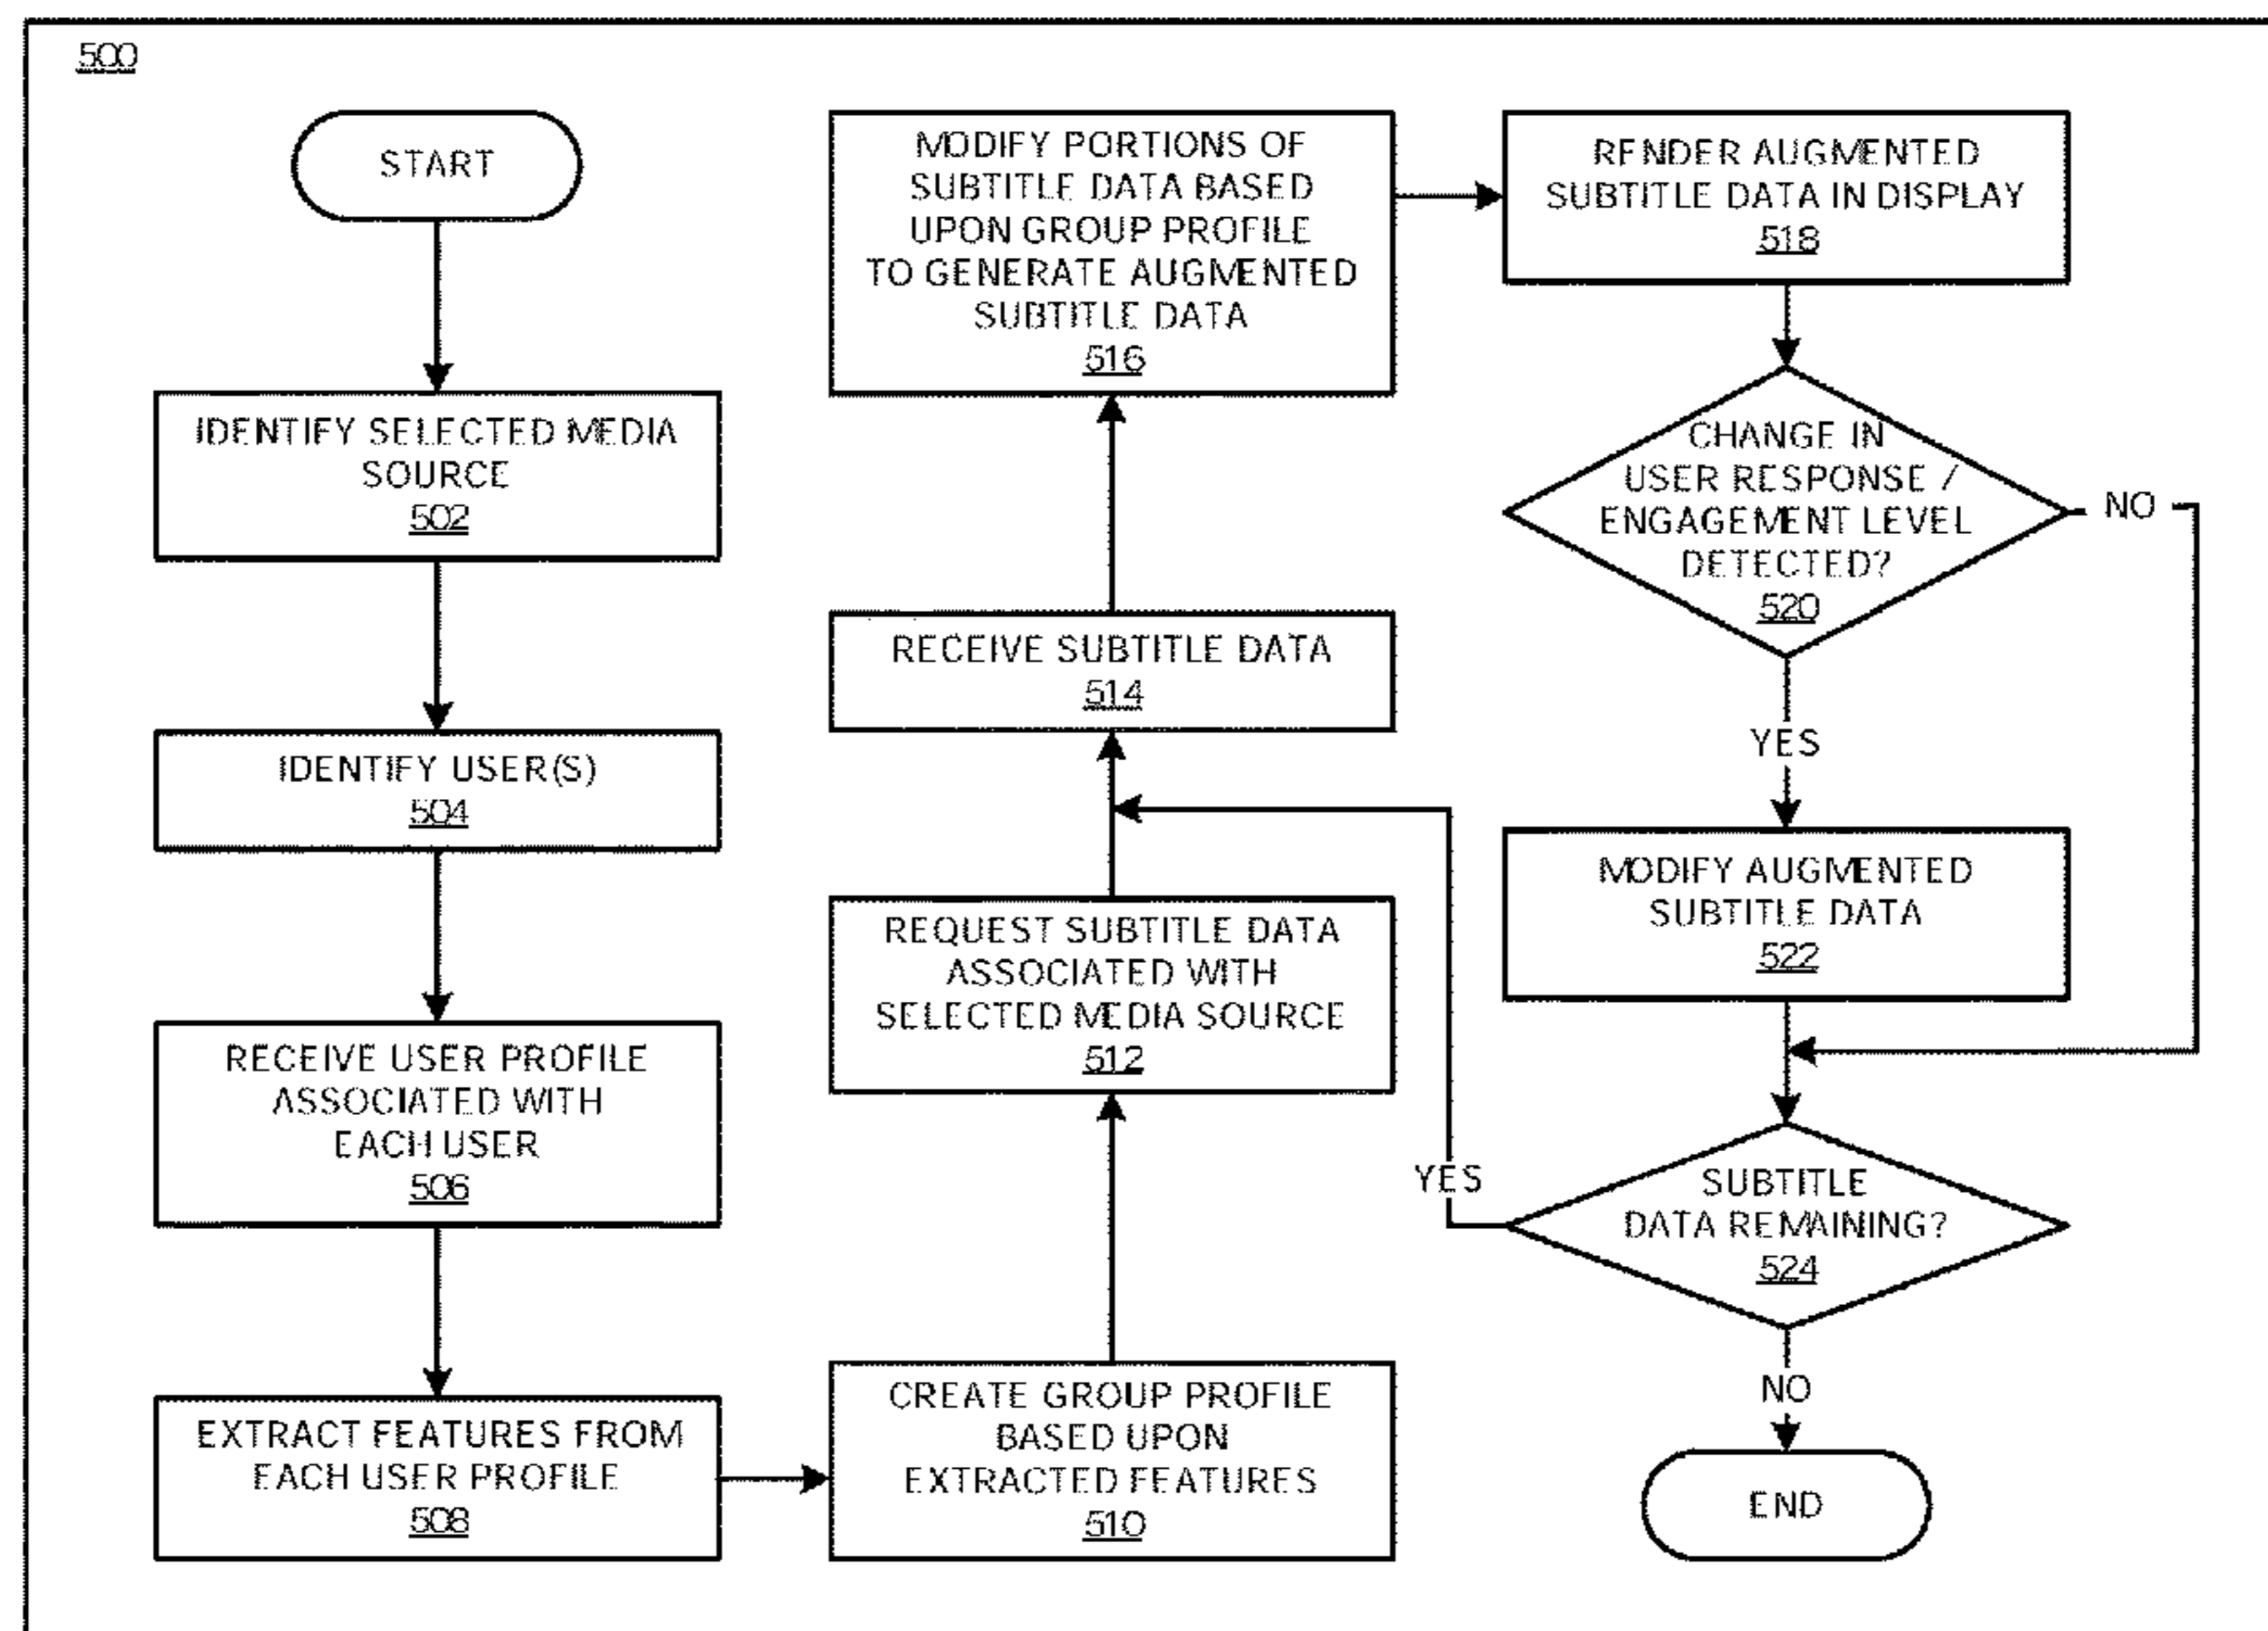 500
START
IDENTIFY SELECTED MEDIA
SOURCE
502
IDENTIFY USER(S)
504
RECEIVE USER PROFILE
ASSOCIATED WITH
EACH USER
506
EXTRACT FEATURES FROM
EACH USER PROFILE
508
CREATE GROUP PROFILE
BASED UPON
EXTRACTED FEATURES
510
REQUEST SUBTITLE DATA
ASSOCIATED WITH
SELECTED MEDIA SOURCE
512
RECEIVE SUBTITLE DATA
514
MODIFY PORTIONS OF
SUBTITLE DATA BASED
UPON GROUP PROFILE
TO GENERATE AUGMENTED
SUBTITLE DATA
516
RENDER AUGMENTED
SUBTITLE DATA IN DISPLAY
518
CHANGE IN
USER RESPONSE /
ENGAGEMENT LEVEL
DETECTED?
520
NO
YES
MODIFY AUGMENTED
SUBTITLE DATA
522
SUBTITLE
DATA REMAINING?
524
YES
NO
END